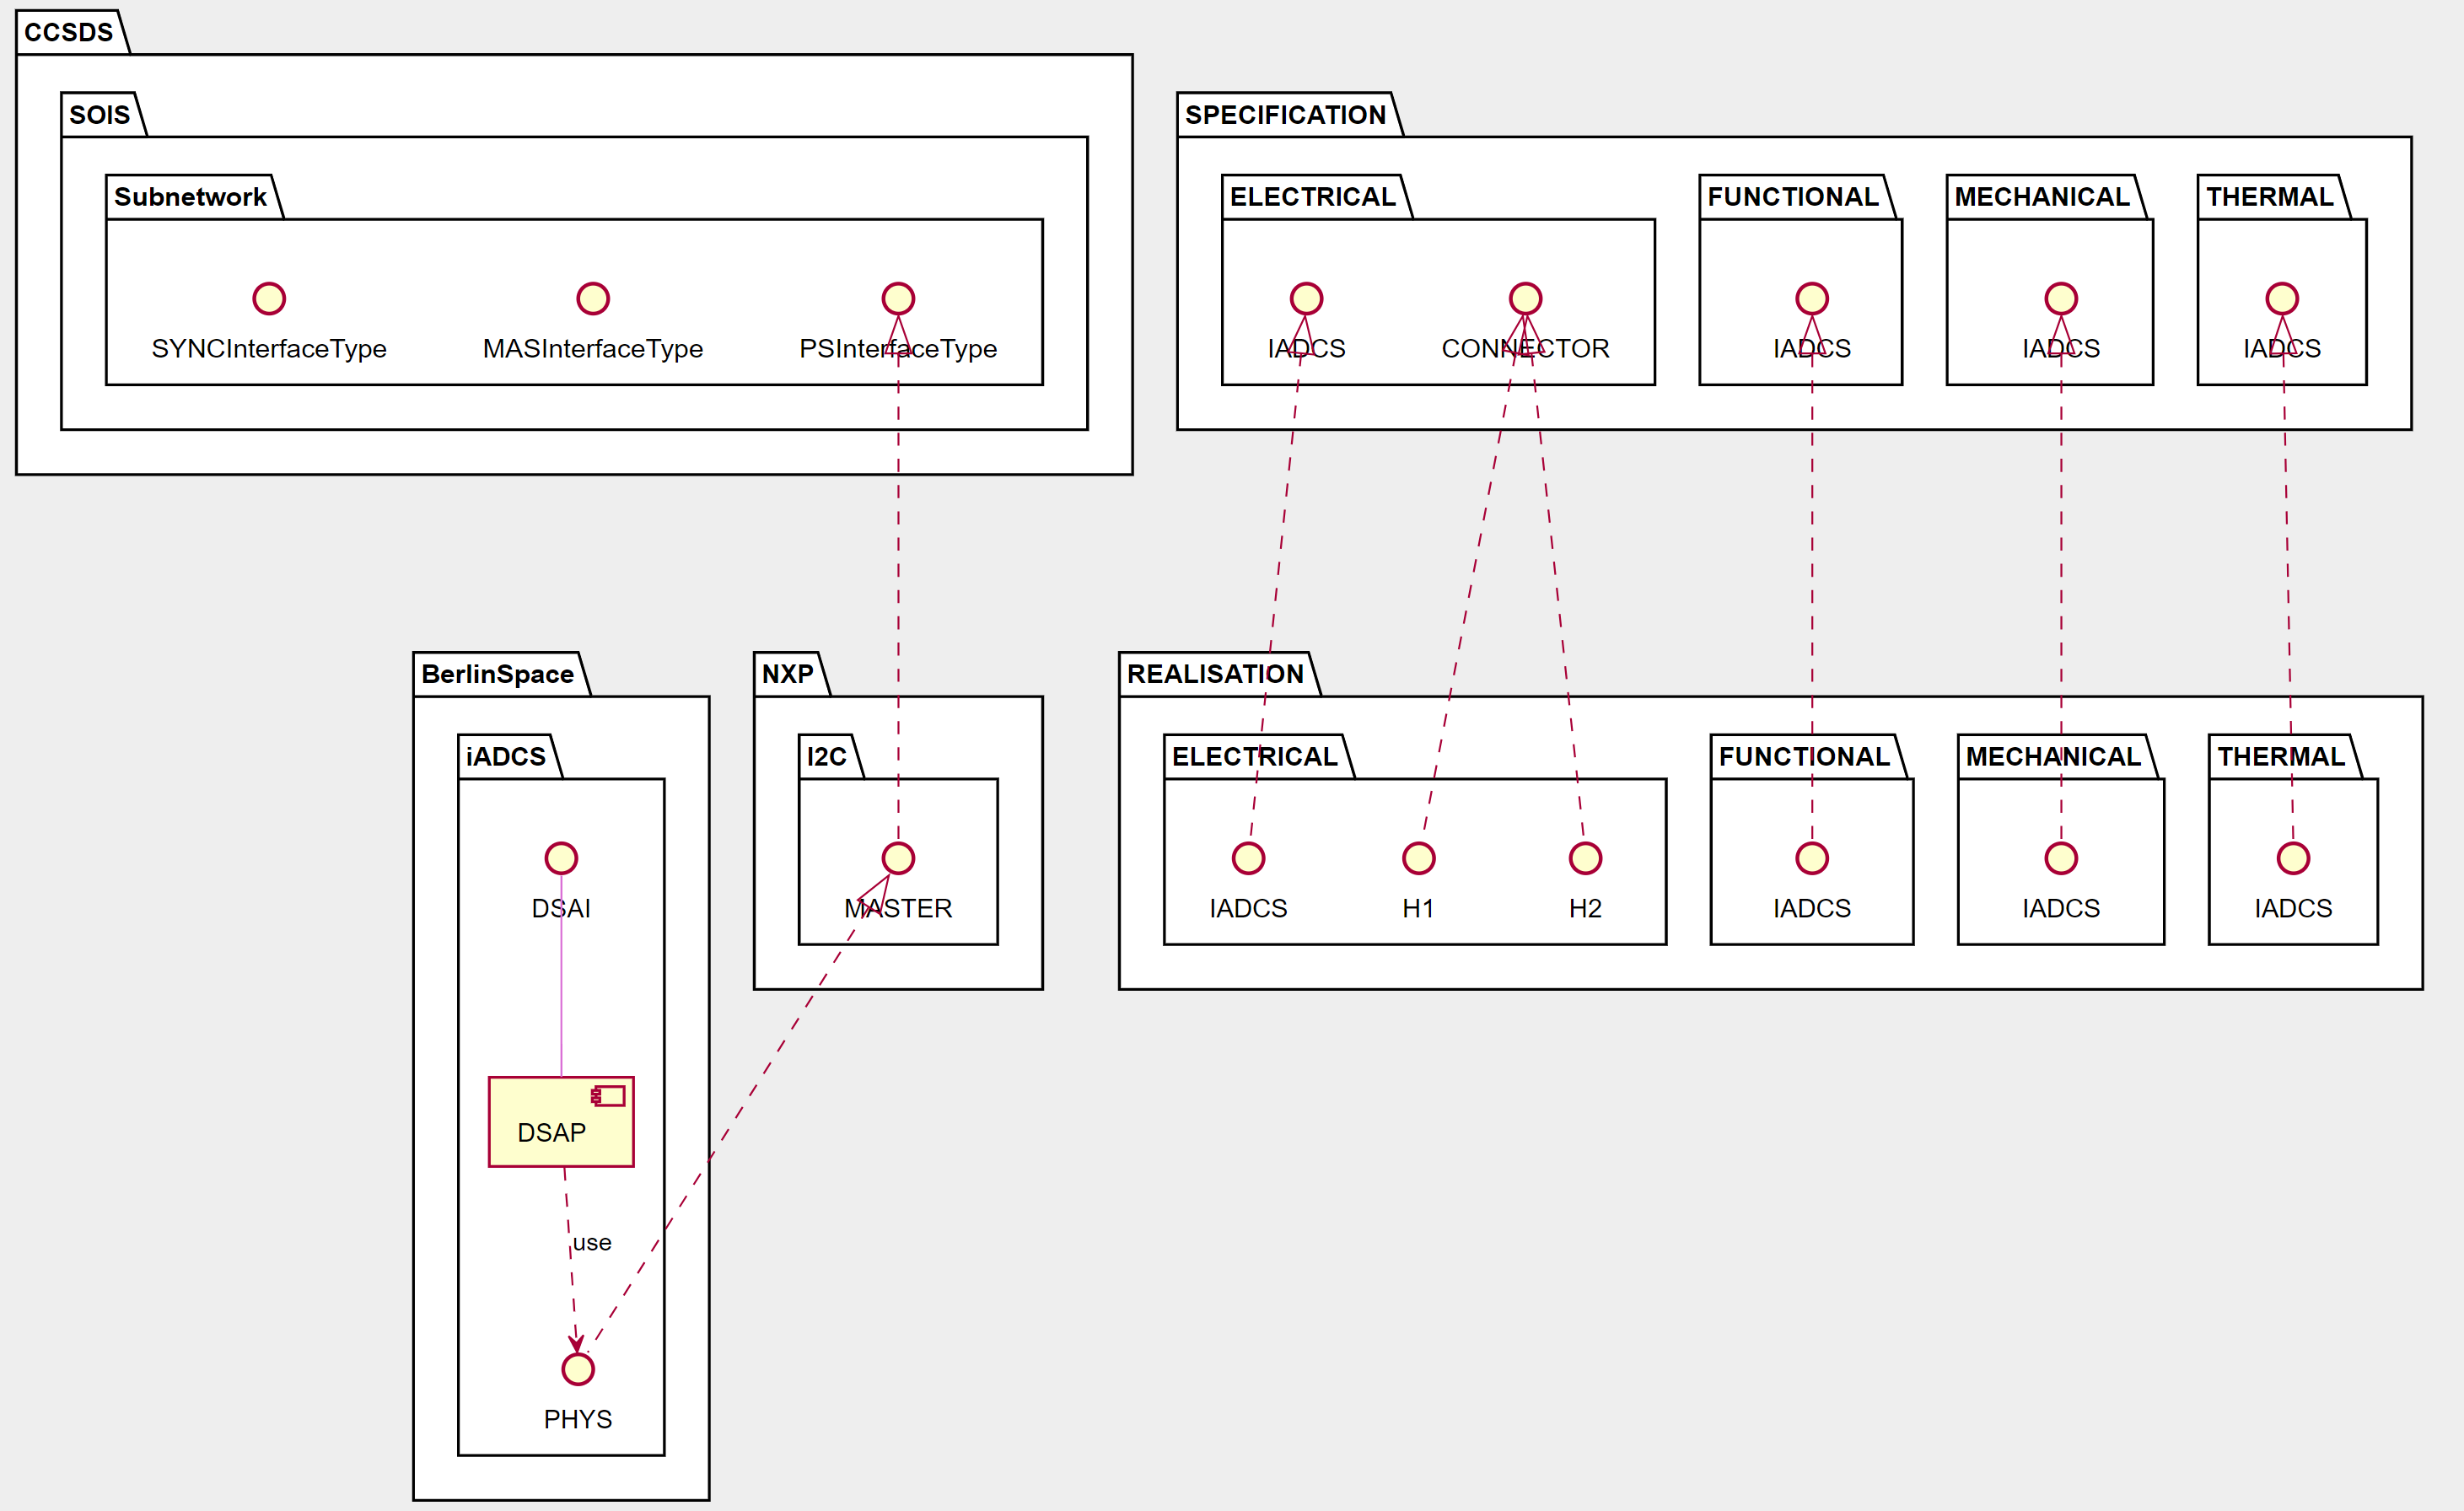 CCSDS
SOIS
Subnetwork
SYNCInterfaceType
MASInterfaceType
PSInterfaceType
SPECIFICATION
ELECTRICAL
IADCS
CONNECTOR
FUNCTIONAL
IADCS
MECHANICAL
IADCS
THERMAL
IADCS
BerlinSpace
iADCS
DSAI
DSAP
use
PHYS
NXP
I2C
MASTER
REALISATION
ELECTRICAL
IADCS
H1
H2
FUNCTIONAL
IADCS
MECHANICAL
IADCS
THERMAL
IADCS